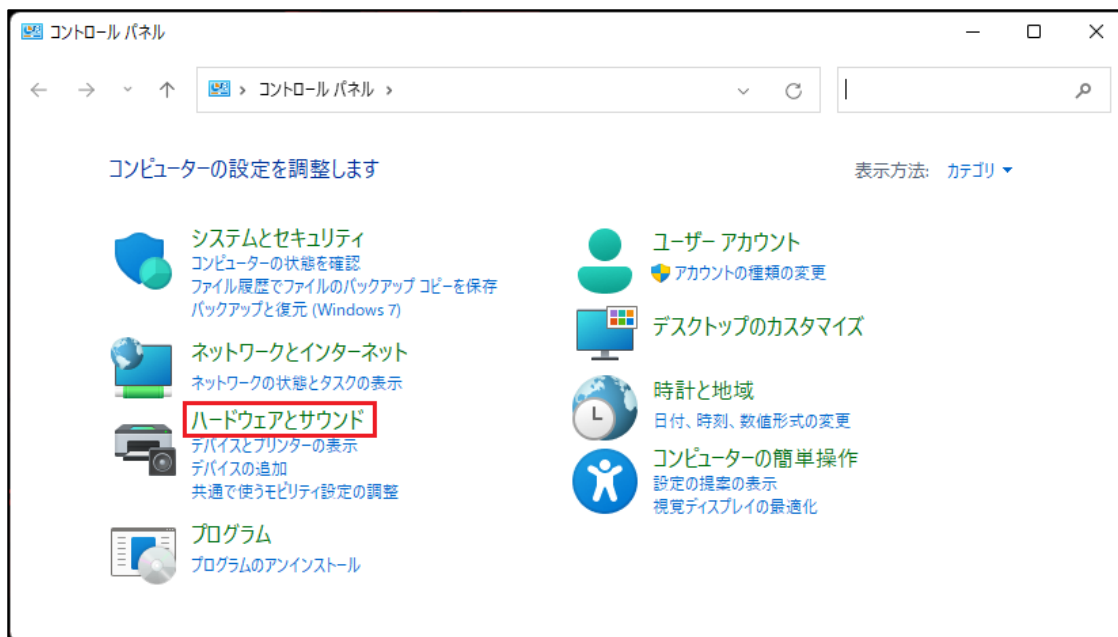 コントロール パネル
コントロール パネル
コンピューターの設定を調整します
表示方法: カテゴリ
システムとセキュリティ
コンピューターの状態を確認
ファイル履歴でファイルのバックアップ コピーを保存
バックアップと復元 (Windows 7)
ネットワークとインターネット
ネットワークの状態とタスクの表示
ハードウェアとサウンド
デバイスとプリンターの表示
デバイスの追加
共通で使うモビリティ設定の調整
プログラム
プログラムのアンインストール
ユーザー アカウント
アカウントの種類の変更
デスクトップのカスタマイズ
時計と地域
日付、時刻、数値形式の変更
コンピューターの簡単操作
設定の提案の表示
視覚ディスプレイの最適化